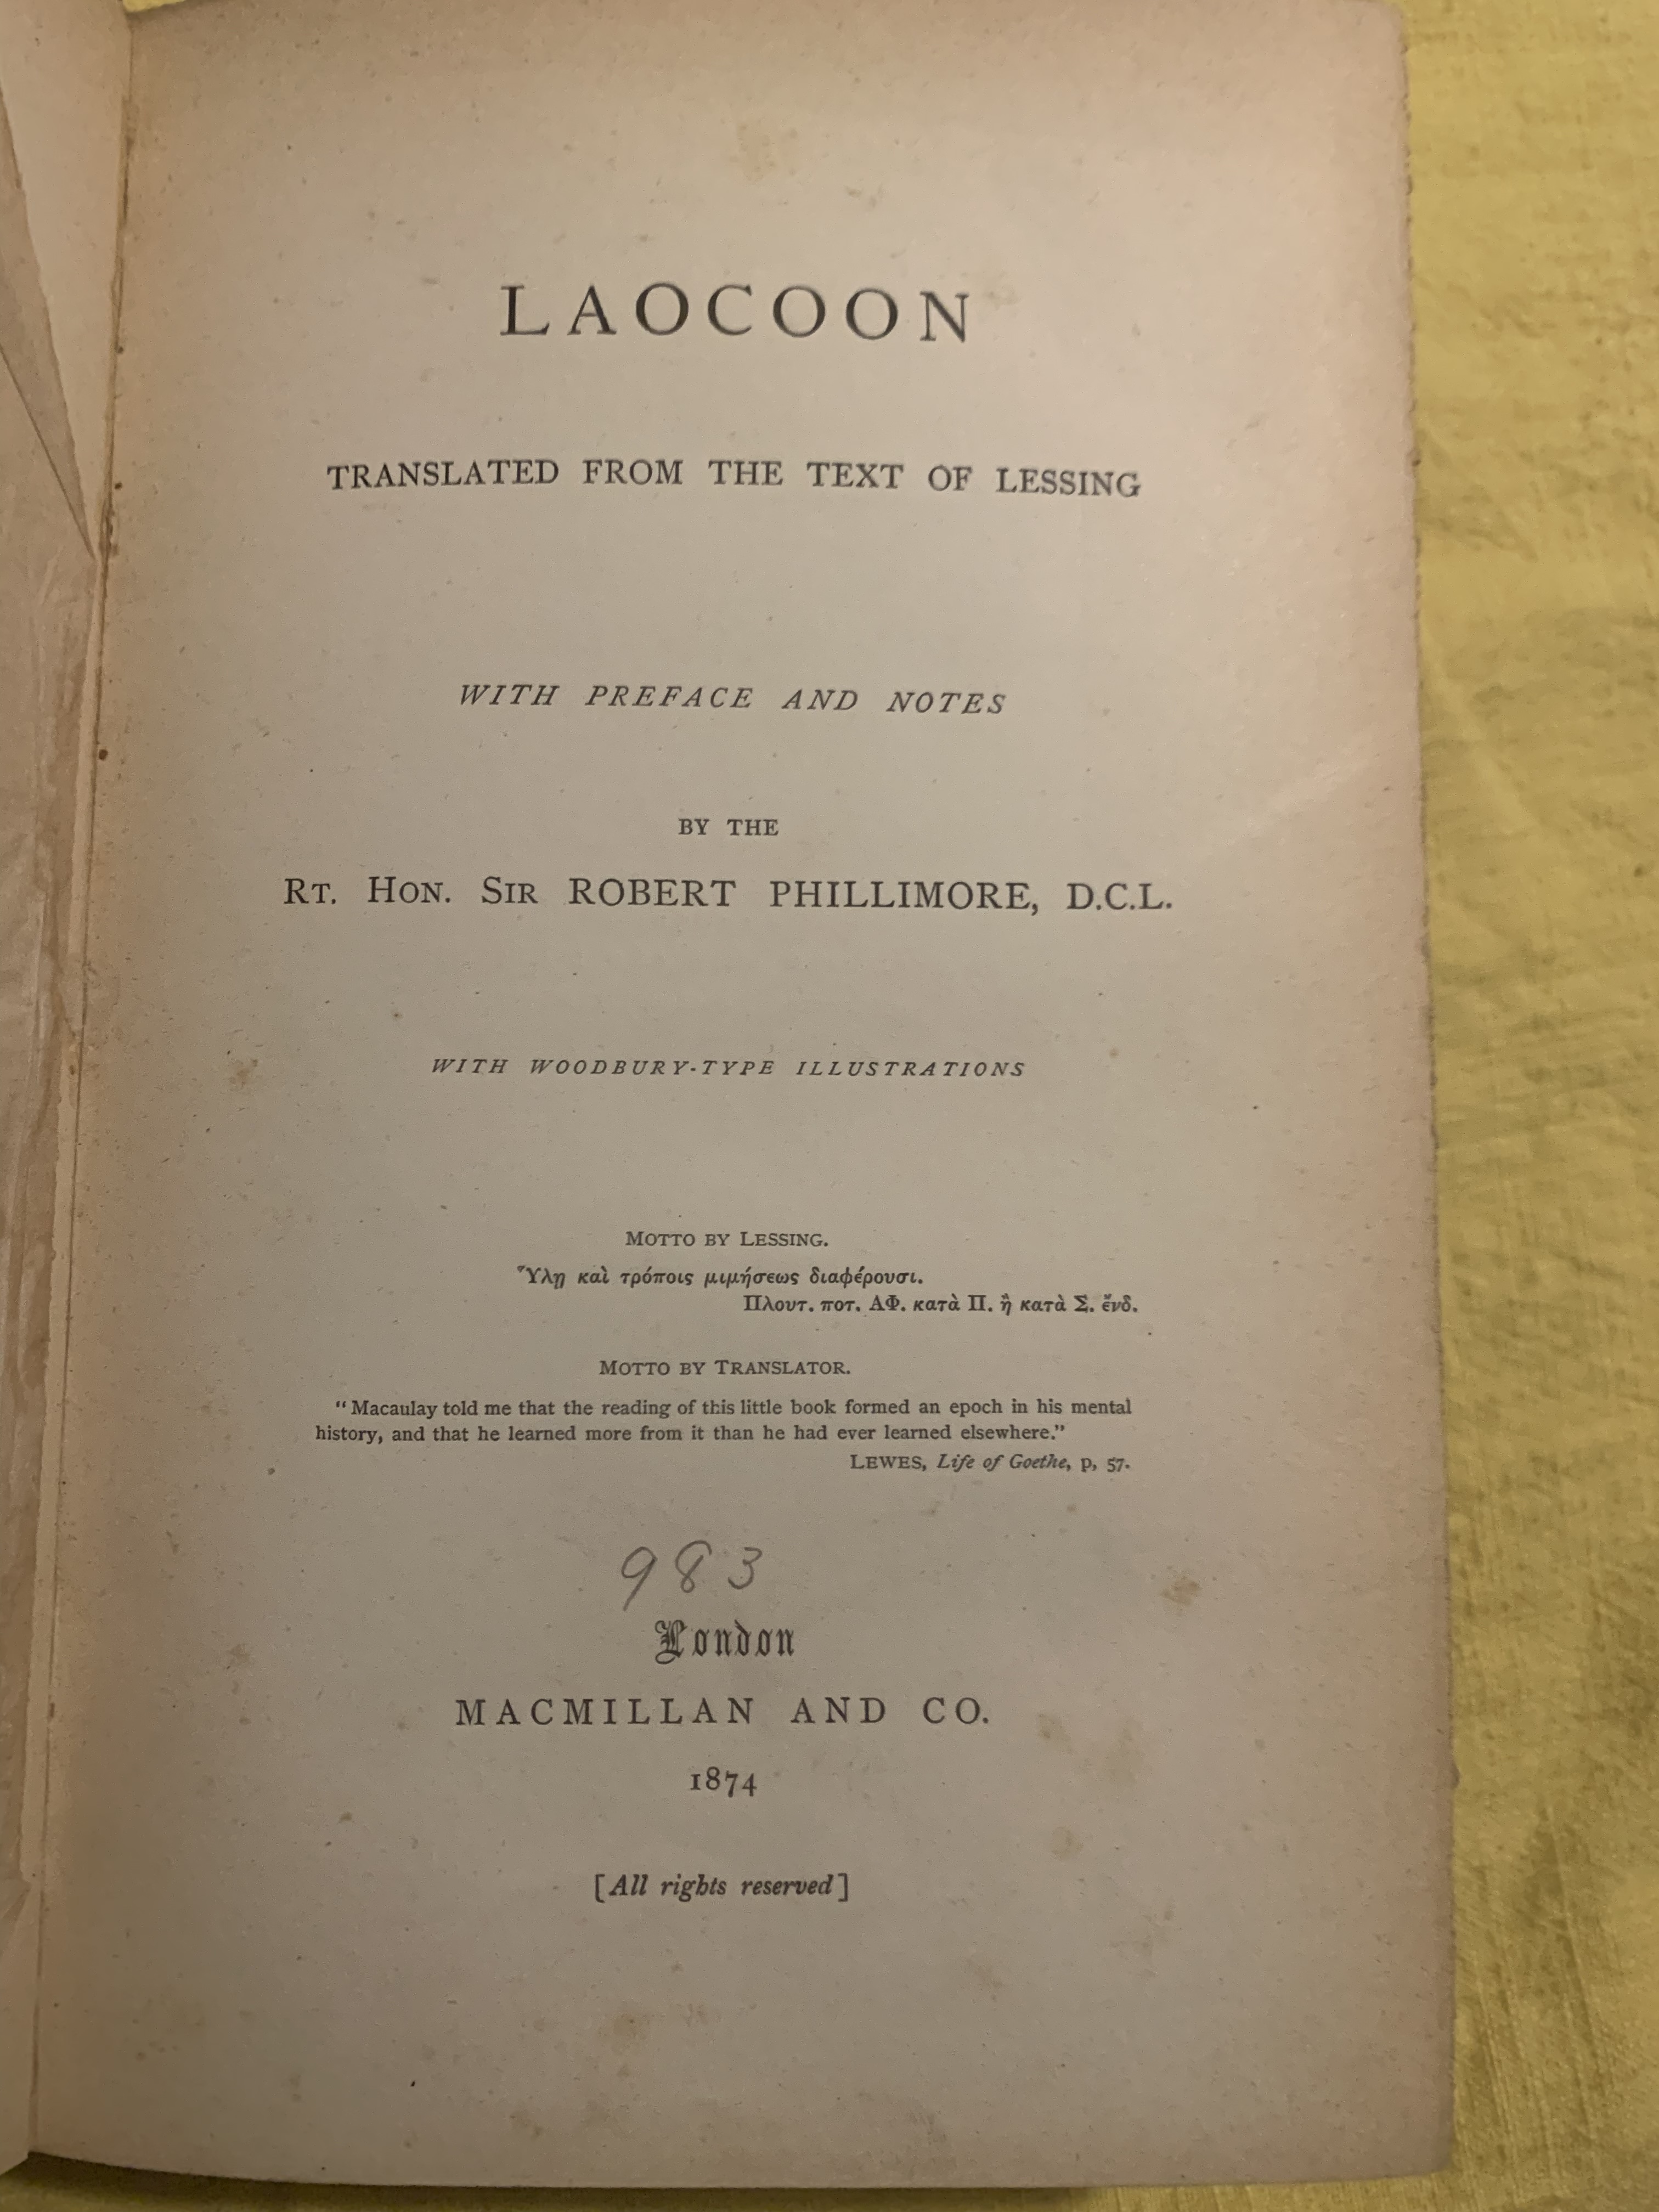 LAOCOON
TRANSLATED FROM THE TEXT OF LESSING
WITH PREFACE AND NOTES
BY THE
RT. HON. SIR ROBERT PHILLIMORE, D.C.L.
WITH WOODBURY-TYPE ILLUSTRATIONS
MOTTO BY LESSING.
Ὕλῃ καὶ τρόποις μιμήσεως διαφέρουσι.
Πλουτ. ποτ. ΑΦ. κατὰ Π. ἢ κατὰ Σ. ἔνδ.
MOTTO BY TRANSLATOR.
"Macaulay told me that the reading of this little book formed an epoch in his mental
history, and that he learned more from it than he had ever learned elsewhere."
LEWES, Life of Goethe, p, 57.
983
London
MACMILLAN AND CO.
1874
[All rights reserved]